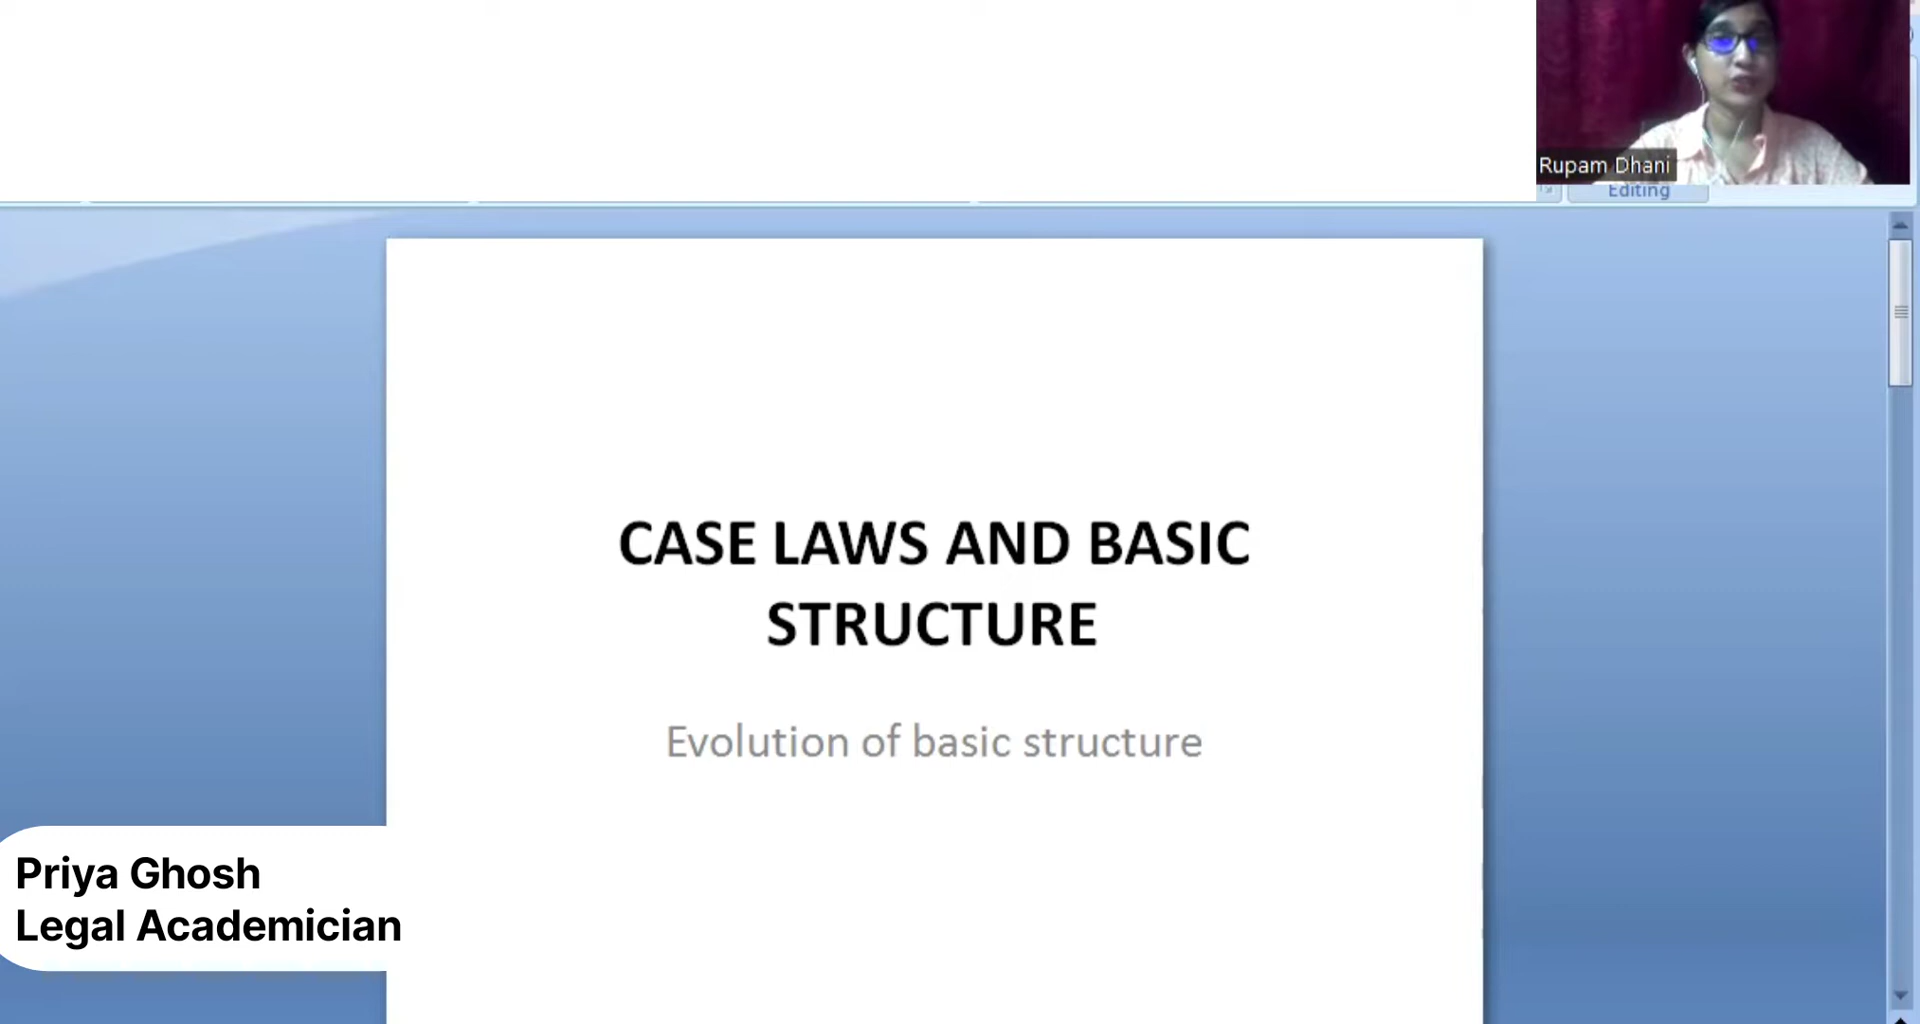 Rupam Dhani
Editing
CASE LAWS AND BASIC
STRUCTURE
Evolution of basic structure
Priya Ghosh
Legal Academician